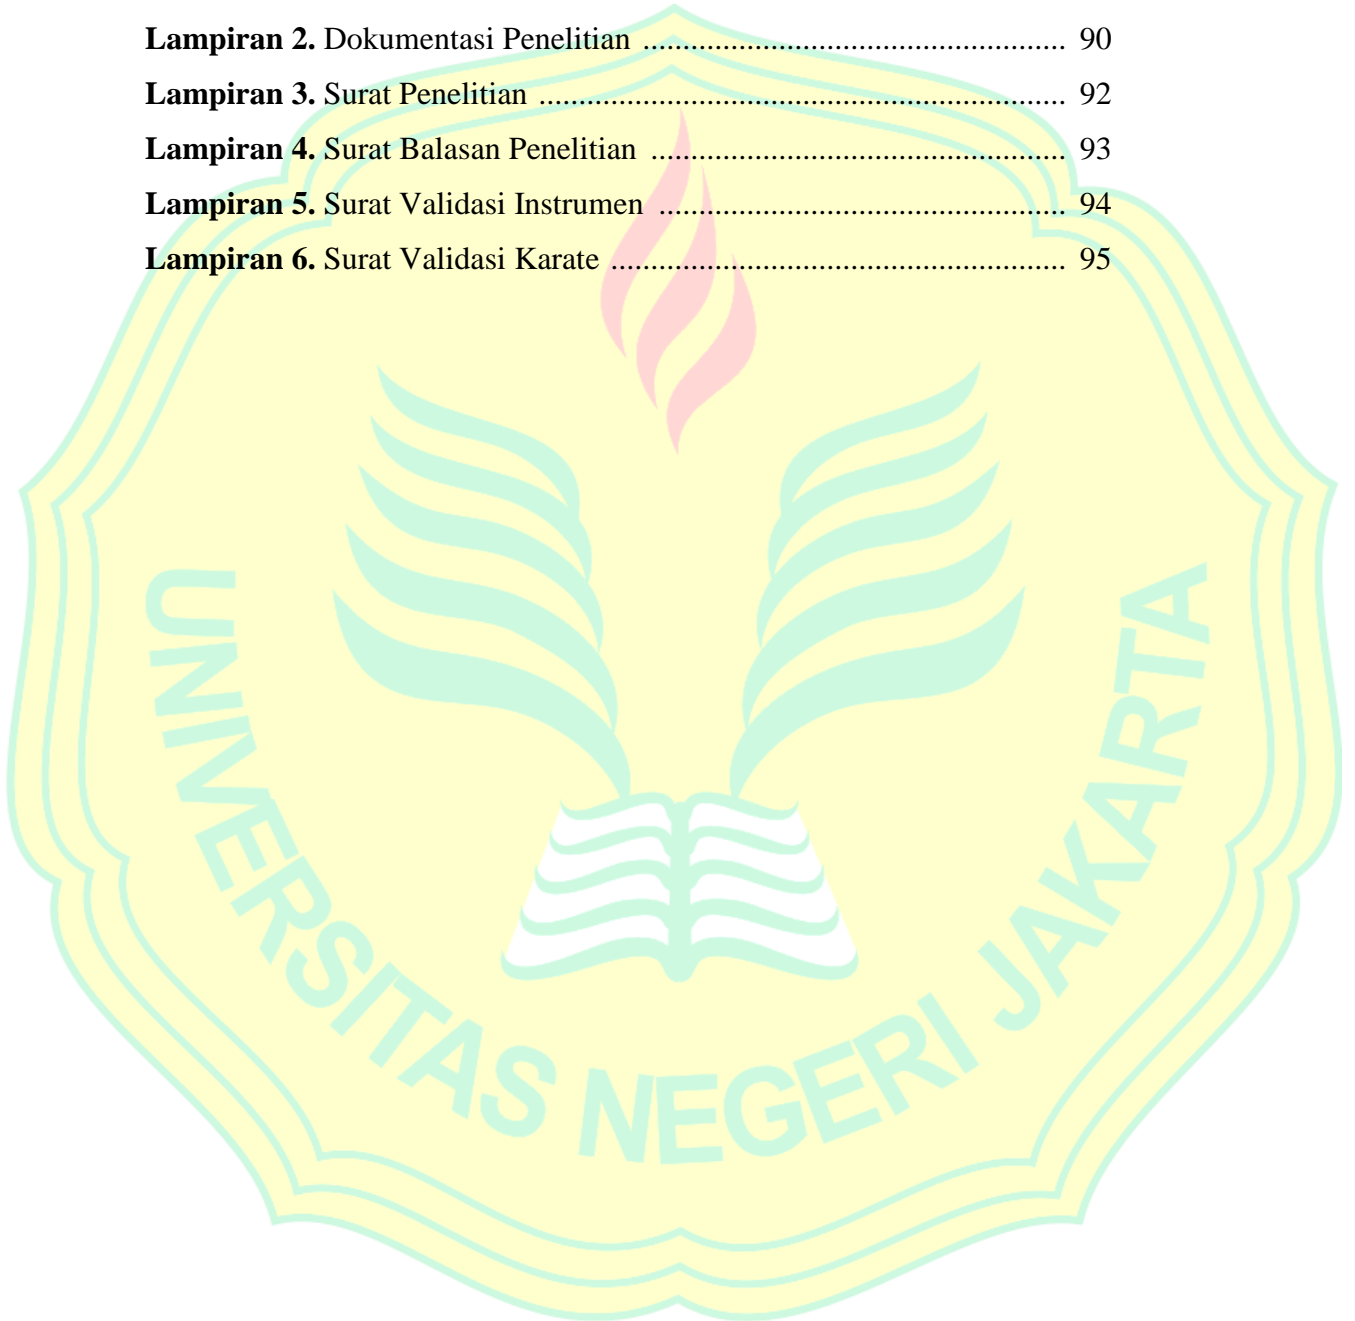 Lampiran 2. Dokumentasi Penelitian ...................................................... 90
Lampiran 3. Surat Penelitian ................................................................... 92
Lampiran 4. Surat Balasan Penelitian ..................................................... 93
Lampiran 5. Surat Validasi Instrumen .................................................... 94
Lampiran 6. Surat Validasi Karate .......................................................... 95
UNIVERSITAS NEGERI JAKARTA